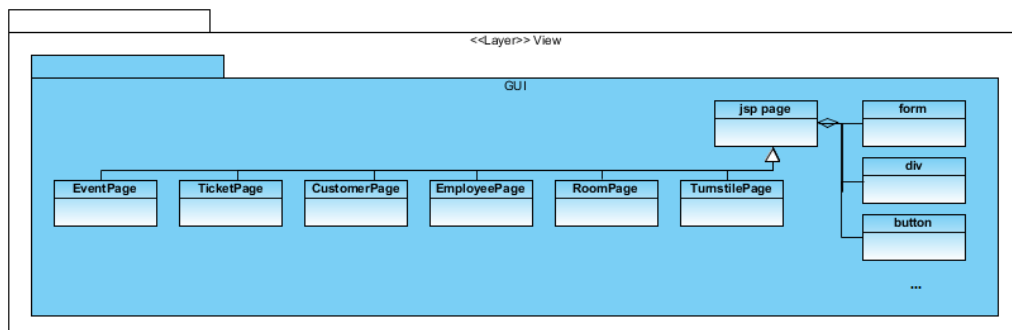 <<Layer>> View
GUI
jsp page
form
div
EventPage
TicketPage
CustomerPage
EmployeePage
RoomPage
TurnstilePage
button
...